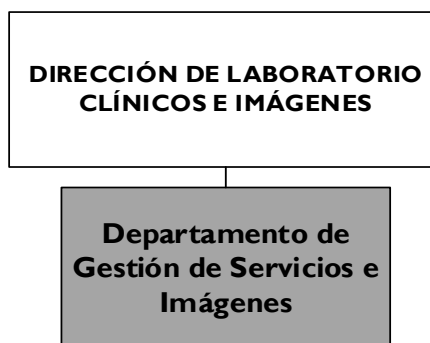 DIRECCIÓN DE LABORATORIO
CLÍNICOS E IMÁGENES
Departamento de
Gestión de Servicios e
Imágenes